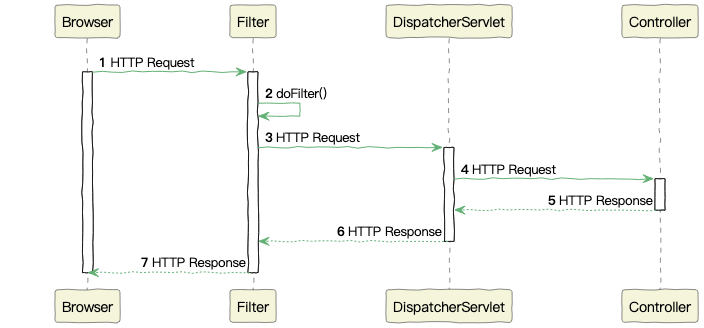 Browser
Filter
DispatcherServlet
Controller
1 HTTP Request
2 doFilter()
3 HTTP Request
4 HTTP Request
5 HTTP Response
6 HTTP Response
7 HTTP Response
Browser
Filter
DispatcherServlet
Controller